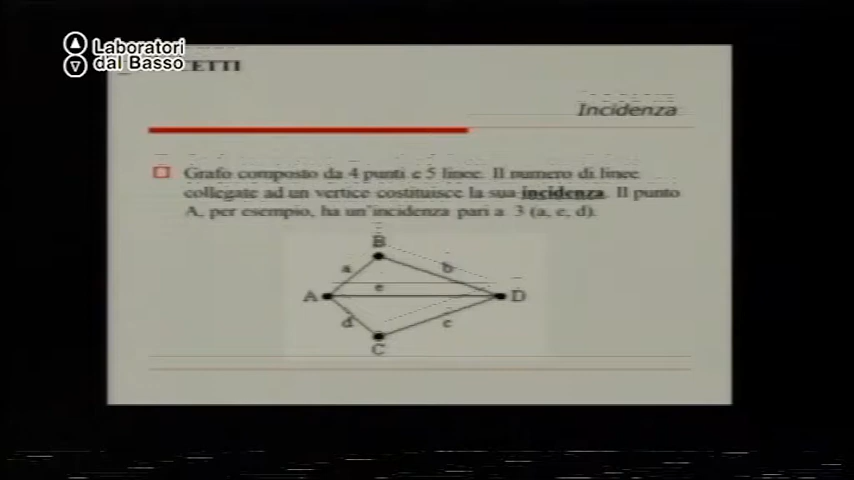 Laboratori
dal Basso
CETTI
Incidenza
Grafo composto da 4 punti e 5 linee. Il numero di linee
collegate ad un vertice costituisce la sua incidenza. Il punto
A, per esempio, ha un'incidenza pari a 3 (a, e, d).
B
a
b
e
A
D
d
c
C